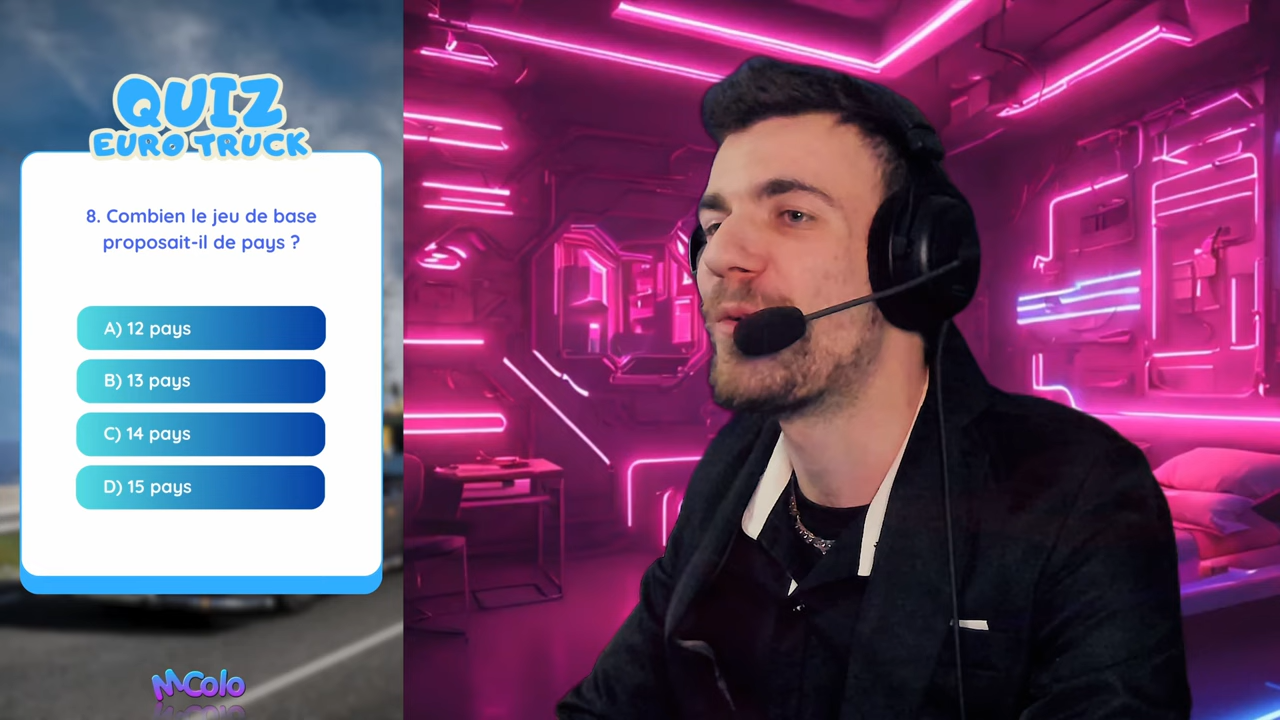 QUIZ
EURO TRUCK
8. Combien le jeu de base
proposait-il de pays ?
A) 12 pays
B) 13 pays
C) 14 pays
D) 15 pays
MColo